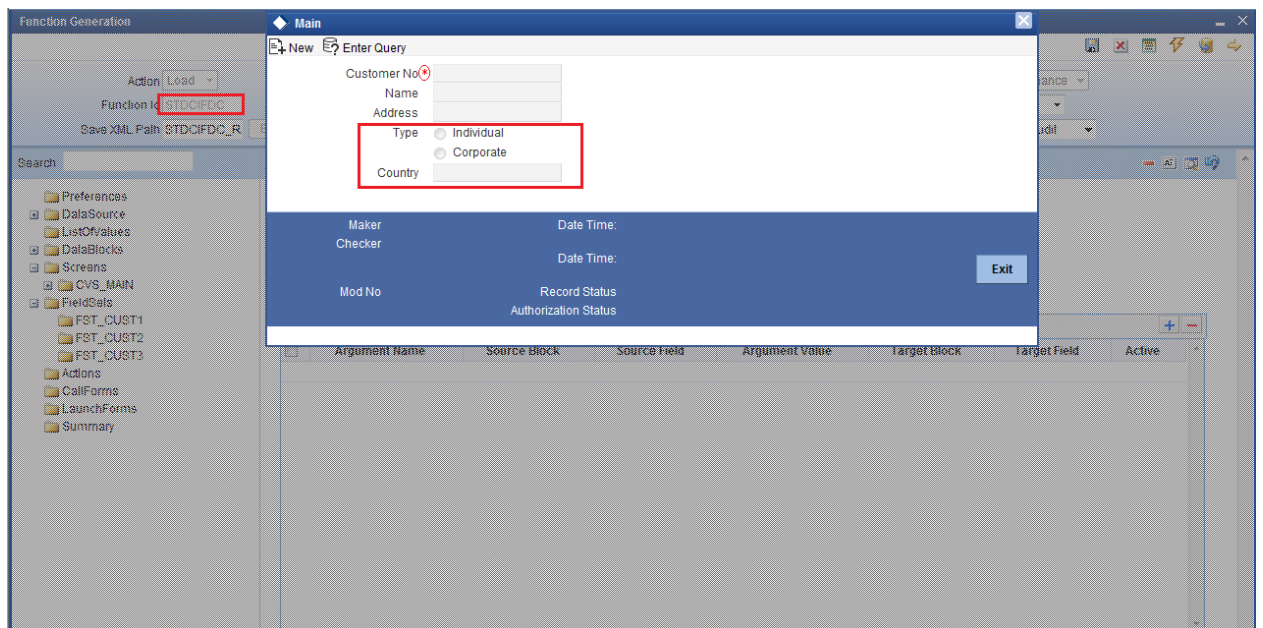 Function Generation
Main
New Enter Query
Action Load
Function Id STDCIFDC
Save XML Path STDCIFDC_R
Customer No
Name
Address
Type Individual
Corporate
Country
Search
Preferences
DataSource
ListOfValues
DataBlocks
Screens
CVS_MAIN
FieldSets
FST_CUST1
FST_CUST2
FST_CUST3
Actions
CallForms
LaunchForms
Summary
Maker Date Time:
Checker
Date Time:
Exit
Mod No Record Status
Authorization Status
Argument Name Source Block Source Field Argument Value Target Block Target Field Active